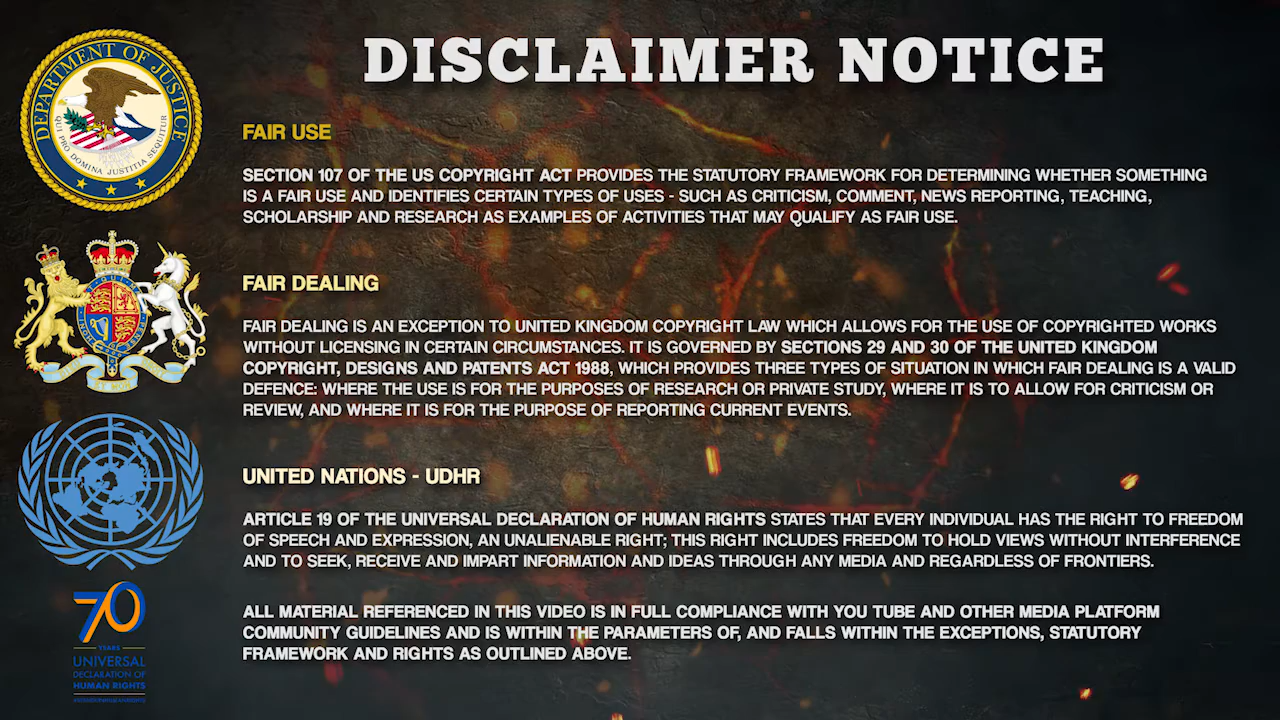 DISCLAIMER NOTICE
DEPARTMENT OF JUSTICE
QUI PRO DOMINA JUSTITIA SEQUITUR
FAIR USE
SECTION 107 OF THE US COPYRIGHT ACT PROVIDES THE STATUTORY FRAMEWORK FOR DETERMINING WHETHER SOMETHING
IS A FAIR USE AND IDENTIFIES CERTAIN TYPES OF USES - SUCH AS CRITICISM, COMMENT, NEWS REPORTING, TEACHING,
SCHOLARSHIP AND RESEARCH AS EXAMPLES OF ACTIVITIES THAT MAY QUALIFY AS FAIR USE.
FAIR DEALING
FAIR DEALING IS AN EXCEPTION TO UNITED KINGDOM COPYRIGHT LAW WHICH ALLOWS FOR THE USE OF COPYRIGHTED WORKS
WITHOUT LICENSING IN CERTAIN CIRCUMSTANCES. IT IS GOVERNED BY SECTIONS 29 AND 30 OF THE UNITED KINGDOM
COPYRIGHT, DESIGNS AND PATENTS ACT 1988, WHICH PROVIDES THREE TYPES OF SITUATION IN WHICH FAIR DEALING IS A VALID
DEFENCE: WHERE THE USE IS FOR THE PURPOSES OF RESEARCH OR PRIVATE STUDY, WHERE IT IS TO ALLOW FOR CRITICISM OR
REVIEW, AND WHERE IT IS FOR THE PURPOSE OF REPORTING CURRENT EVENTS.
UNITED NATIONS - UDHR
ARTICLE 19 OF THE UNIVERSAL DECLARATION OF HUMAN RIGHTS STATES THAT EVERY INDIVIDUAL HAS THE RIGHT TO FREEDOM
OF SPEECH AND EXPRESSION, AN UNALIENABLE RIGHT; THIS RIGHT INCLUDES FREEDOM TO HOLD VIEWS WITHOUT INTERFERENCE
AND TO SEEK, RECEIVE AND IMPART INFORMATION AND IDEAS THROUGH ANY MEDIA AND REGARDLESS OF FRONTIERS.
70
YEARS
UNIVERSAL
DECLARATION OF
HUMAN RIGHTS
ALL MATERIAL REFERENCED IN THIS VIDEO IS IN FULL COMPLIANCE WITH YOU TUBE AND OTHER MEDIA PLATFORM
COMMUNITY GUIDELINES AND IS WITHIN THE PARAMETERS OF, AND FALLS WITHIN THE EXCEPTIONS, STATUTORY
FRAMEWORK AND RIGHTS AS OUTLINED ABOVE.